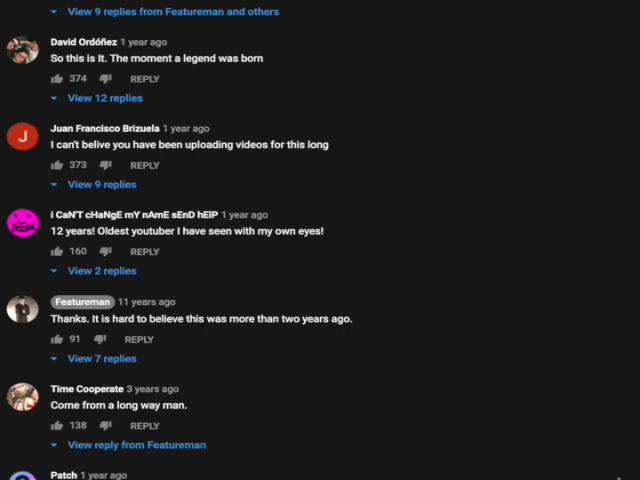 View 9 replies from Featureman and others
David Ordóñez 1 year ago
So this is It. The moment a legend was born
374 REPLY
View 12 replies
J
Juan Francisco Brizuela 1 year ago
I can't belive you have been uploading videos for this long
373 REPLY
View 9 replies
i CaN'T cHaNgE mY nAmE sEnD hElP 1 year ago
12 years! Oldest youtuber I have seen with my own eyes!
160 REPLY
View 2 replies
Featureman 11 years ago
Thanks. It is hard to believe this was more than two years ago.
91 REPLY
View 7 replies
Time Cooperate 3 years ago
Come from a long way man.
138 REPLY
View reply from Featureman
Patch 1 year ago